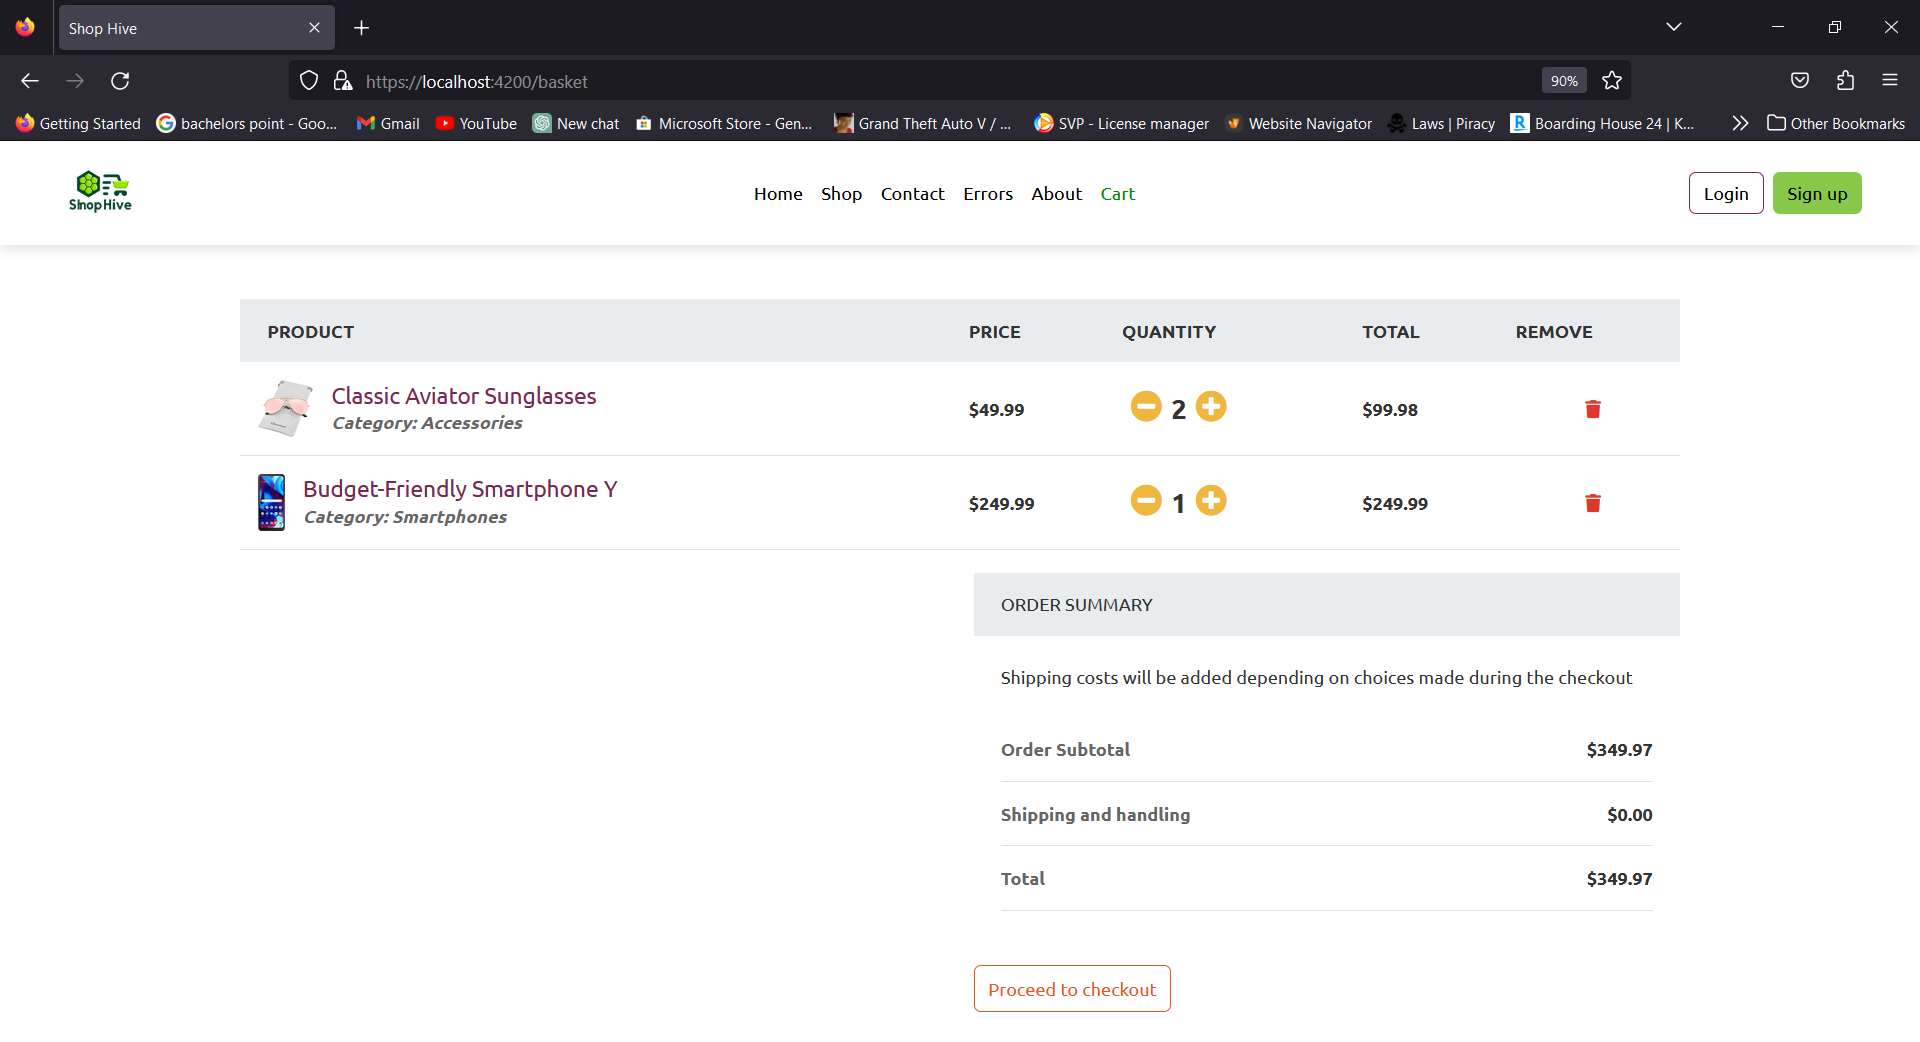 Shop Hive
https://localhost:4200/basket
90%
Getting Started bachelors point - Goo... Gmail YouTube New chat Microsoft Store - Gen... Grand Theft Auto V / ... SVP - License manager Website Navigator Laws | Piracy R Boarding House 24 | K... Other Bookmarks
Shop Hive
Home Shop Contact Errors About Cart
Login Sign up
PRODUCT PRICE QUANTITY TOTAL REMOVE
Classic Aviator Sunglasses
Category: Accessories
$49.99 2 $99.98
Budget-Friendly Smartphone Y
Category: Smartphones
$249.99 1 $249.99
ORDER SUMMARY
Shipping costs will be added depending on choices made during the checkout
Order Subtotal $349.97
Shipping and handling $0.00
Total $349.97
Proceed to checkout